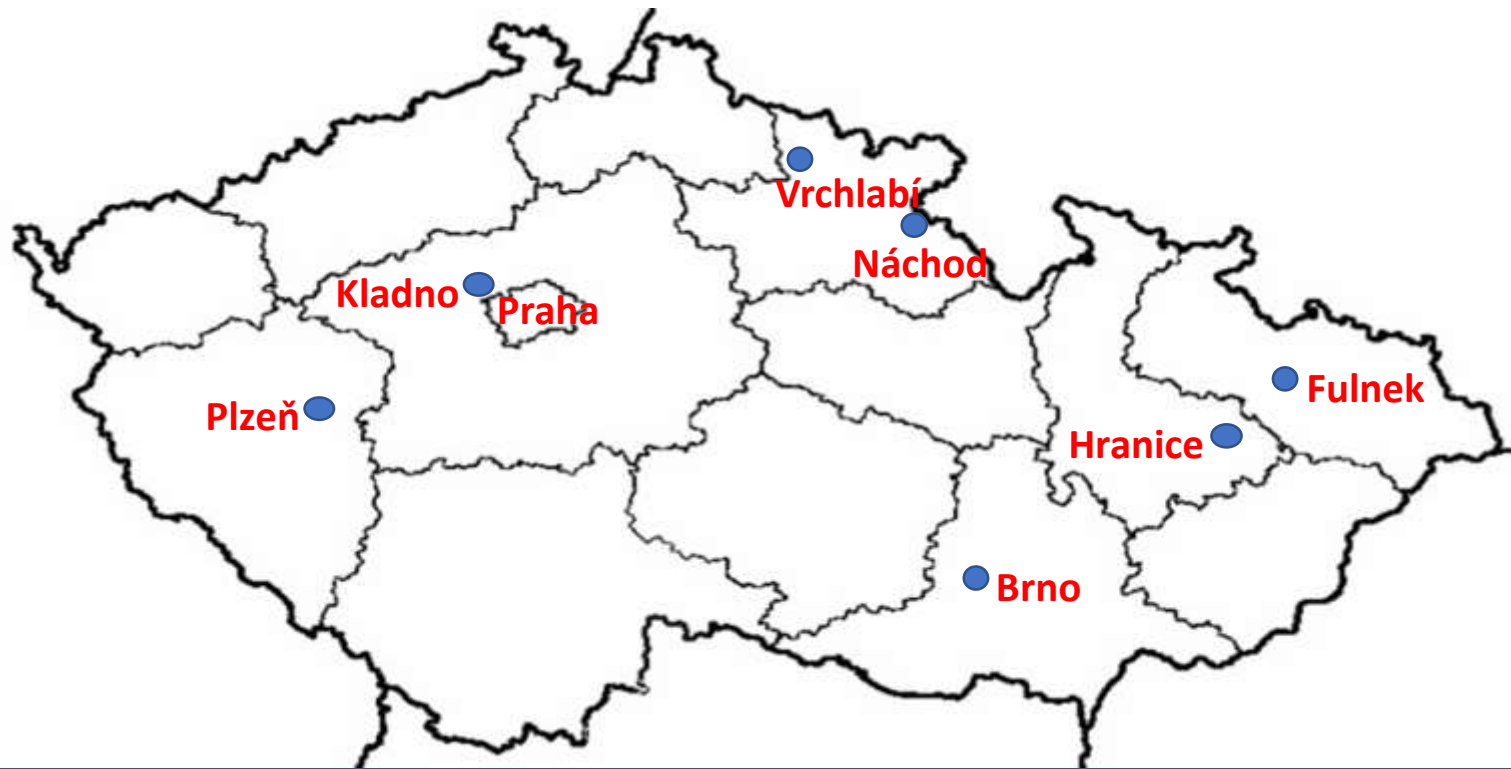 Vrchlabí
Náchod
Kladno
Praha
Plzeň
Fulnek
Hranice
Brno